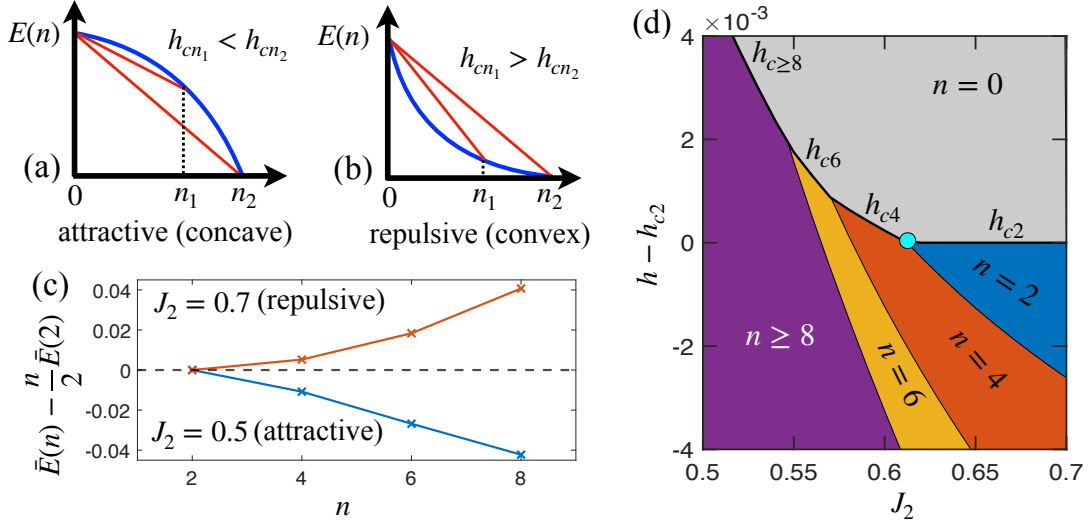 E(n)
h_{cn_1} < h_{cn_2}
(a)
0
n_1
n_2
attractive (concave)
E(n)
h_{cn_1} > h_{cn_2}
(b)
0
n_1
n_2
repulsive (convex)
(c)
0.04
0.02
0
-0.02
-0.04
J_2 = 0.7 (repulsive)
J_2 = 0.5 (attractive)
Ē(n) − \frac{n}{2}Ē(2)
2 4 6 8
n
(d)
×10^{-3}
4
2
0
-2
-4
h − h_{c2}
h_{c≥8}
n = 0
h_{c6}
h_{c4}
h_{c2}
n = 2
n ≥ 8
n = 6
n = 4
0.5 0.55 0.6 0.65 0.7
J_2